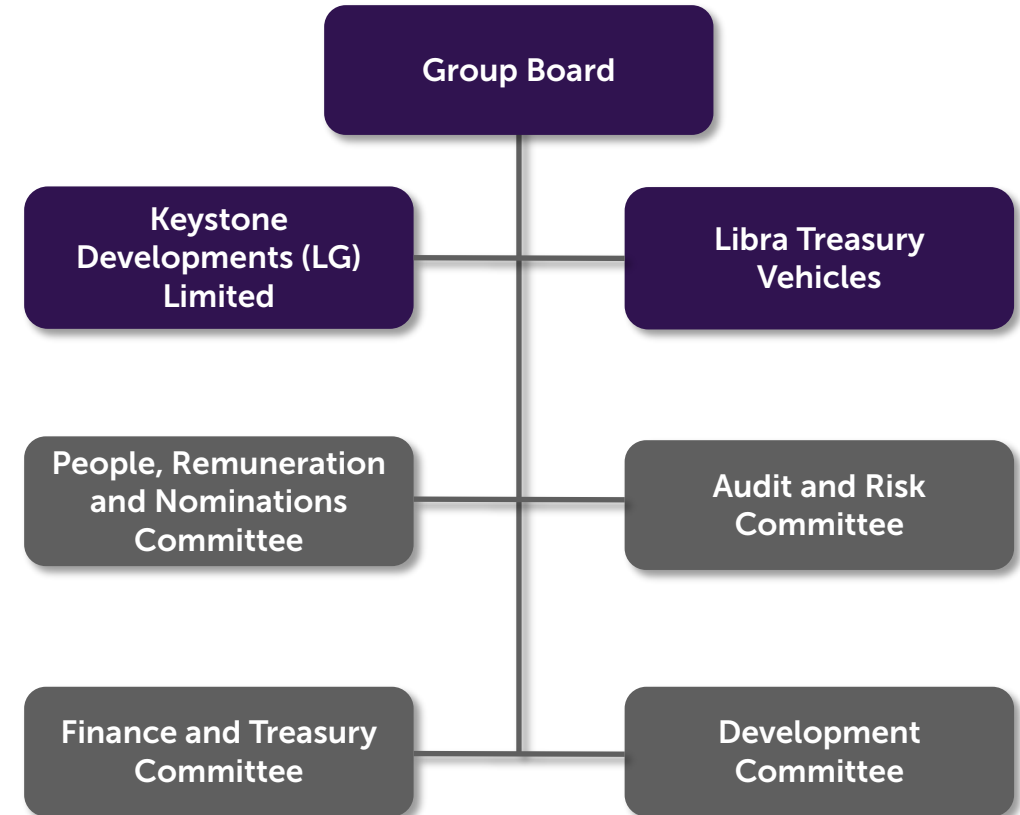 Group Board
Keystone
Developments (LG)
Limited
Libra Treasury
Vehicles
People, Remuneration
and Nominations
Committee
Audit and Risk
Committee
Finance and Treasury
Committee
Development
Committee